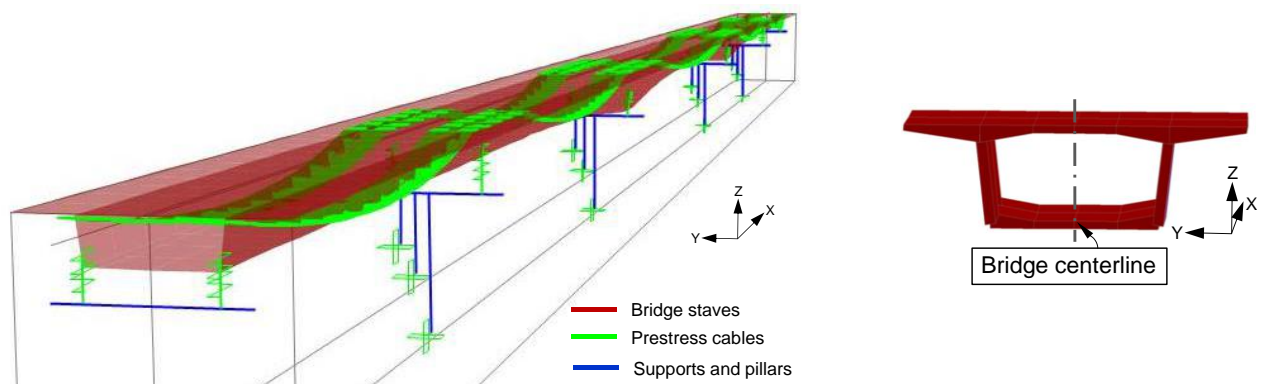 Z
X
Y
Bridge staves
Prestress cables
Supports and pillars
Z
X
Y
Bridge centerline